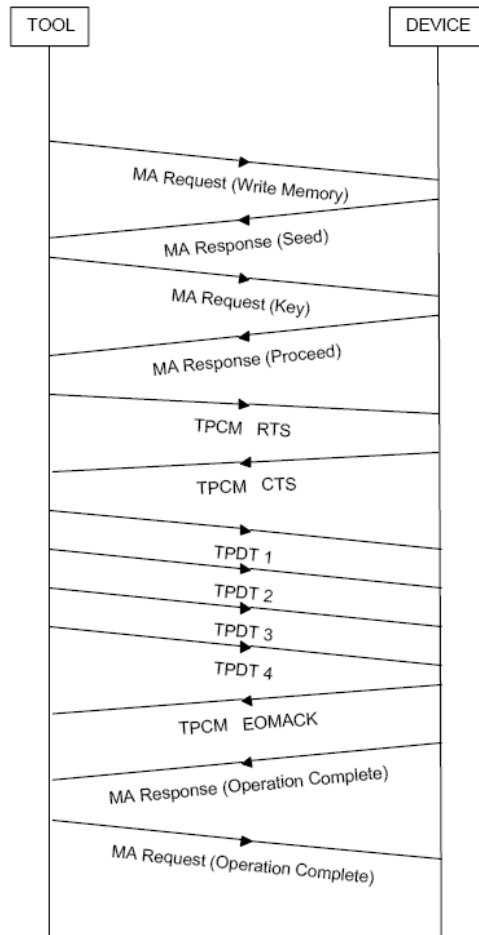 TOOL
DEVICE
MA Request (Write Memory)
MA Response (Seed)
MA Request (Key)
MA Response (Proceed)
TPCM RTS
TPCM CTS
TPDT 1
TPDT 2
TPDT 3
TPDT 4
TPCM EOMACK
MA Response (Operation Complete)
MA Request (Operation Complete)